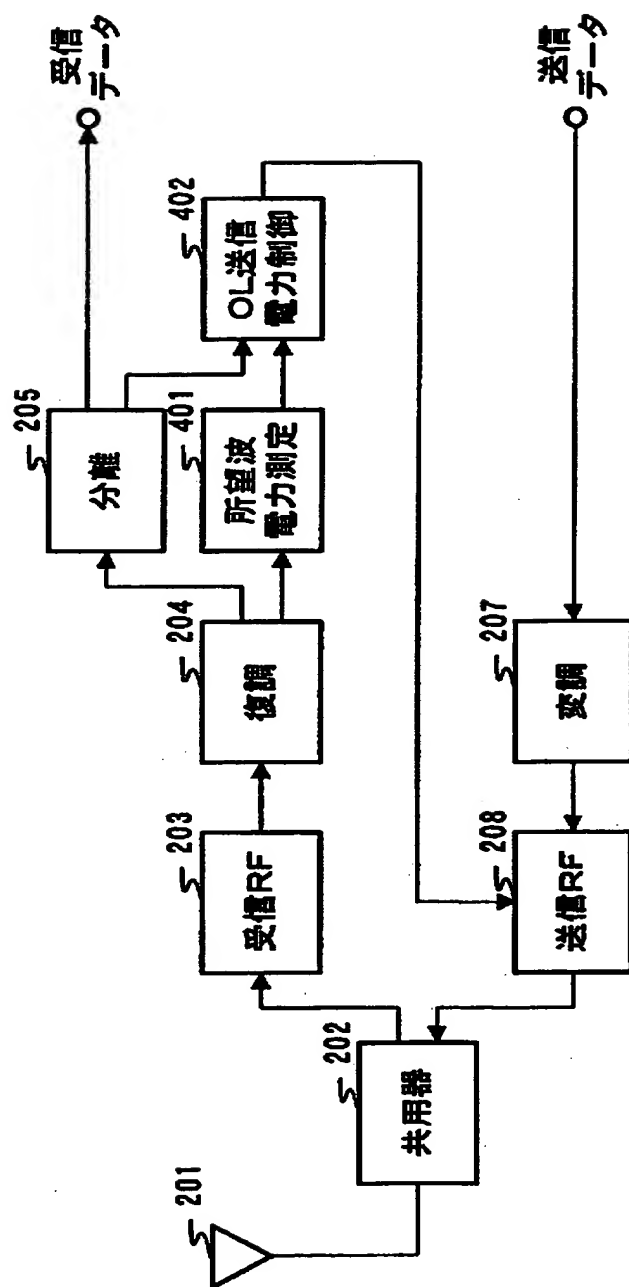 201
202
共用器
203
受信RF
204
復調
205
分離
401
所望波
電力測定
402
OL送信
電力制御
受信
データ
208
送信RF
207
変調
送信
データ